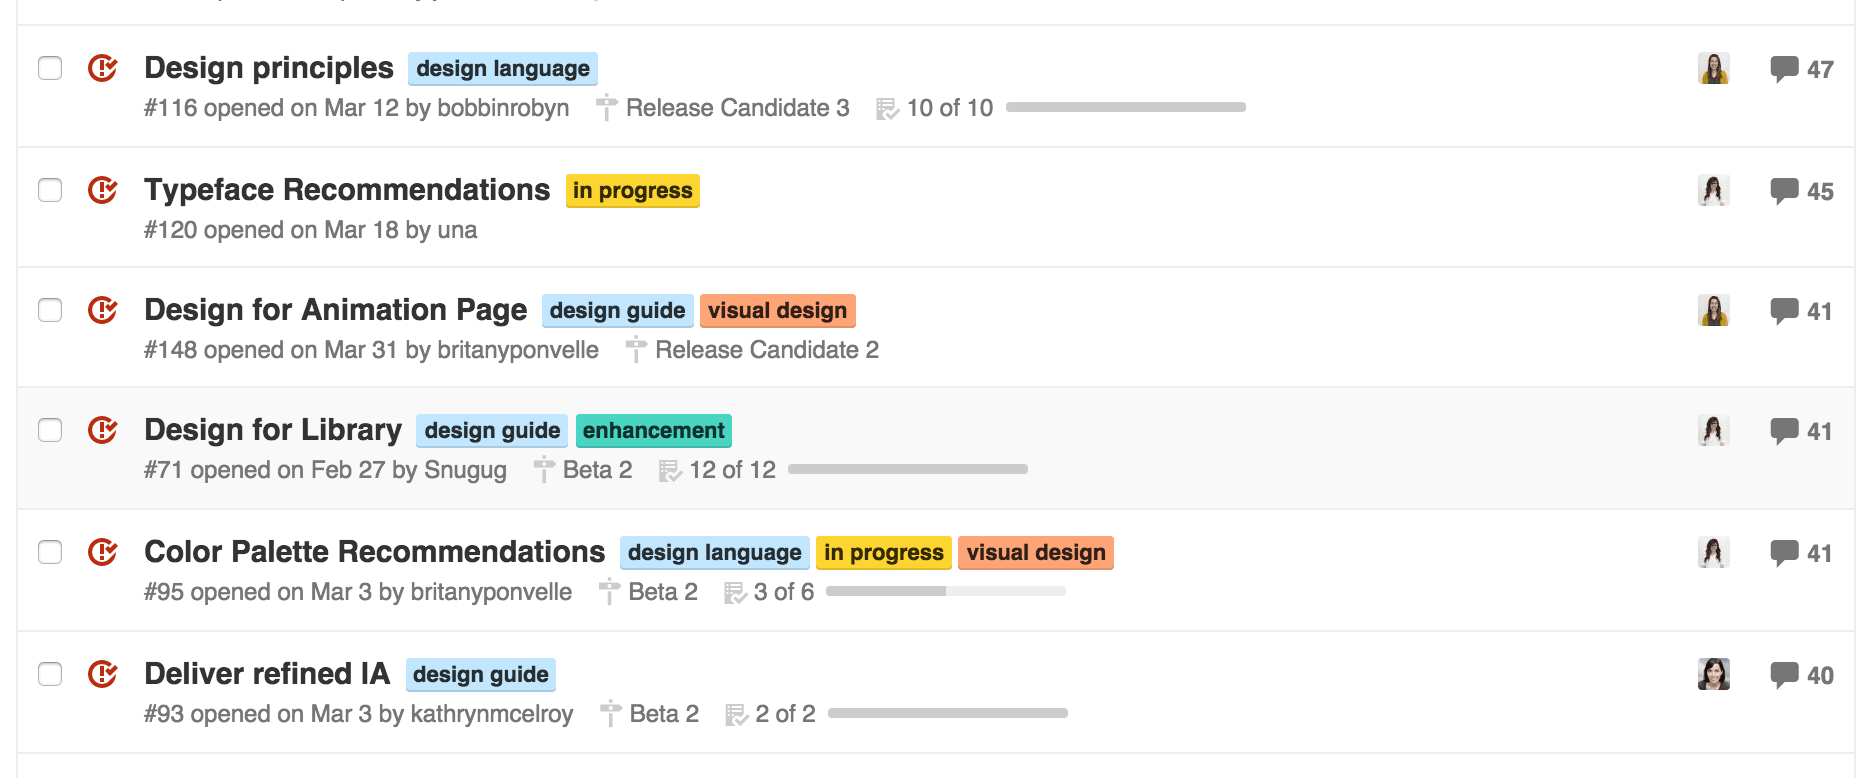 Design principles design language 47
#116 opened on Mar 12 by bobbinrobyn Release Candidate 3 10 of 10
Typeface Recommendations in progress 45
#120 opened on Mar 18 by una
Design for Animation Page design guide visual design 41
#148 opened on Mar 31 by britanyponvelle Release Candidate 2
Design for Library design guide enhancement 41
#71 opened on Feb 27 by Snugug Beta 2 12 of 12
Color Palette Recommendations design language in progress visual design 41
#95 opened on Mar 3 by britanyponvelle Beta 2 3 of 6
Deliver refined IA design guide 40
#93 opened on Mar 3 by kathrynmcelroy Beta 2 2 of 2